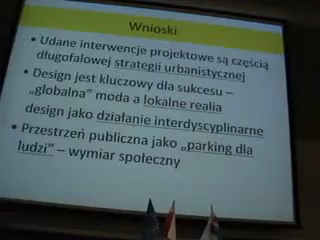 Wnioski
• Udane interwencje projektowe są częścią
długofalowej strategii urbanistycznej
• Design jest kluczowy dla sukcesu –
„globalna” moda a lokalne realia
design jako działanie interdyscyplinarne
• Przestrzeń publiczna jako „parking dla
ludzi” – wymiar społeczny